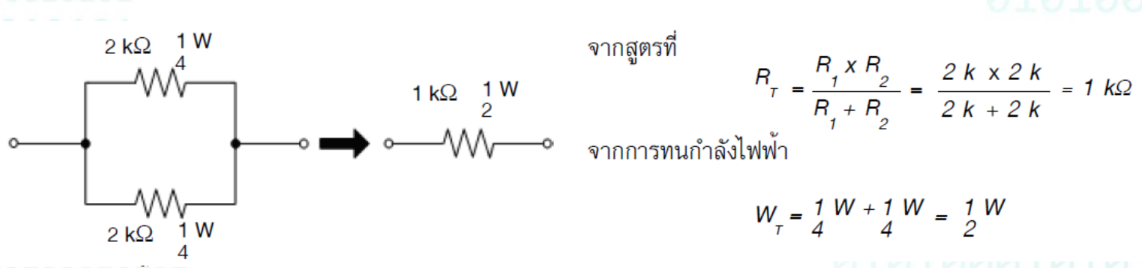 2 kΩ 1/4 W
2 kΩ 1/4 W
1 kΩ 1/2 W
จากสูตรที่
R_T = (R_1 x R_2) / (R_1 + R_2) = (2 k x 2 k) / (2 k + 2 k) = 1 kΩ
จากการทนกำลังไฟฟ้า
W_T = 1/4 W + 1/4 W = 1/2 W